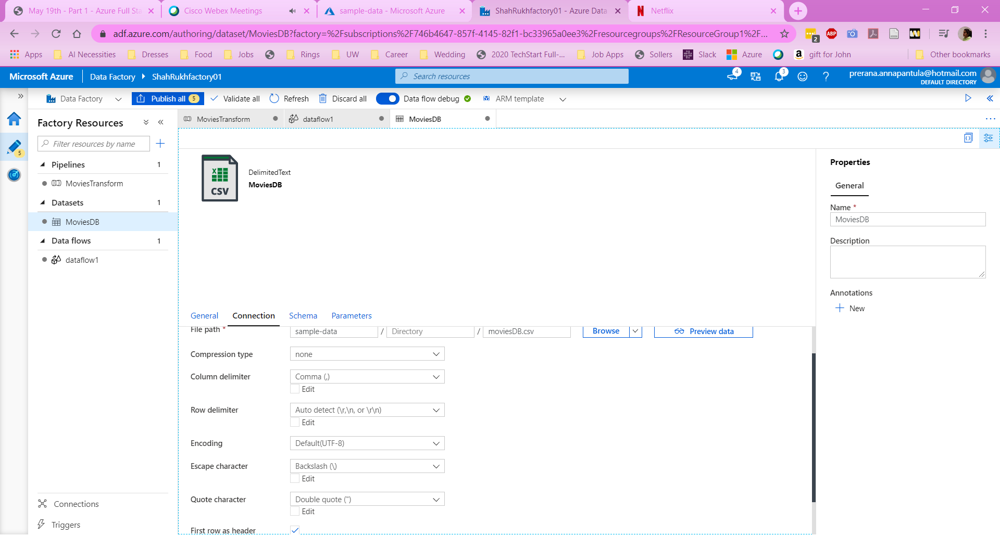 May 19th - Part 1 - Azure Full Sta
Cisco Webex Meetings
sample-data - Microsoft Azure
ShahRukhfactory01 - Azure Data
Netflix
adf.azure.com/authoring/dataset/MoviesDB?factory=%2Fsubscriptions%2F746b4647-857f-4145-82f1-bc33965a0ee3%2Fresourcegroups%2FResourceGroup1%2F...
2
ABP
Apps
AI Necessities
Dresses
Food
Jobs
Rings
UW
Career
Wedding
2020 TechStart Full-...
Job Apps
Sollers
Slack
Azure
gift for John
Other bookmarks
Microsoft Azure
Data Factory
ShahRukhfactory01
Search resources
4
3
prerana.annapantula@hotmail.com
DEFAULT DIRECTORY
Data Factory
Publish all 5
Validate all
Refresh
Discard all
Data flow debug
ARM template
Factory Resources
MoviesTransform
dataflow1
MoviesDB
Filter resources by name
5
Pipelines 1
MoviesTransform
Datasets 1
MoviesDB
Data flows 1
dataflow1
Connections
Triggers
CSV
DelimitedText
MoviesDB
General
Connection
Schema
Parameters
File path *
sample-data / Directory / moviesDB.csv
Browse
Preview data
Compression type
none
Column delimiter
Comma (,)
Edit
Row delimiter
Auto detect (\r,\n, or \r\n)
Edit
Encoding
Default(UTF-8)
Escape character
Backslash (\)
Edit
Quote character
Double quote (")
Edit
First row as header
Properties
General
Name *
MoviesDB
Description
Annotations
New